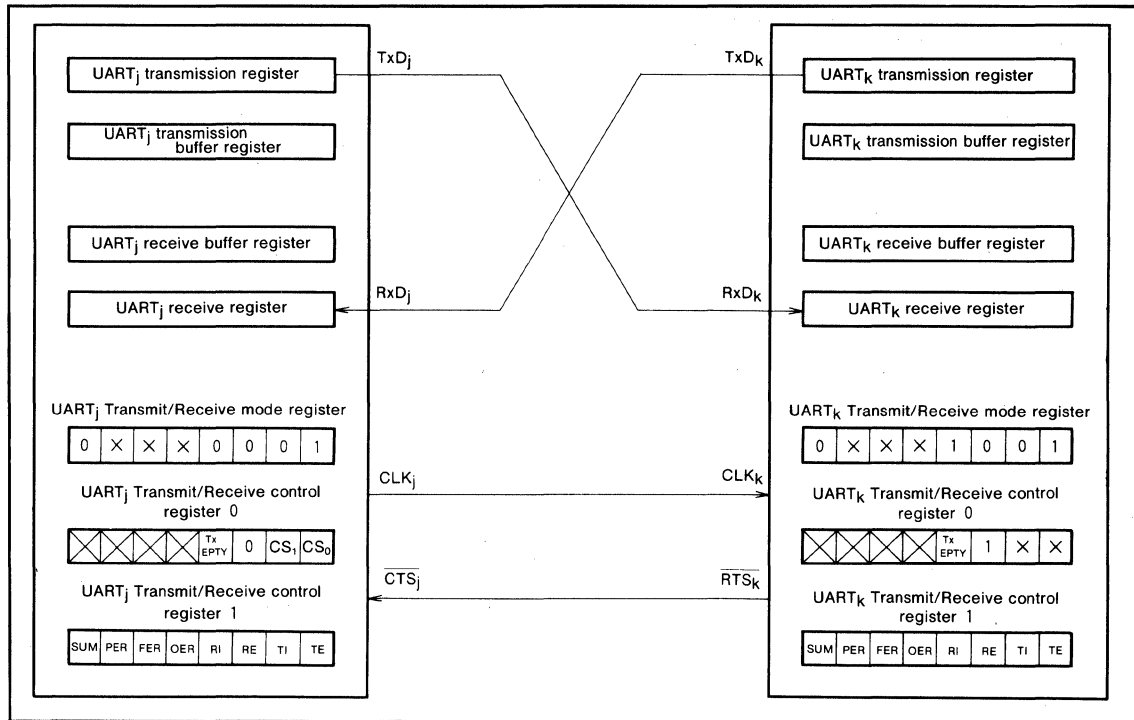 TxDj
TxDk
UARTj transmission register
UARTj transmission
buffer register
UARTj receive buffer register
RxDj
UARTj receive register
UARTj Transmit/Receive mode register
0 × × × 0 0 0 1
UARTj Transmit/Receive control
register 0
Tx
EPTY 0 CS1 CS0
UARTj Transmit/Receive control
register 1
SUM PER FER OER RI RE TI TE
CLKj
CLKk
CTSj
RTSk
UARTk transmission register
UARTk transmission buffer register
UARTk receive buffer register
RxDk
UARTk receive register
UARTk Transmit/Receive mode register
0 × × × 1 0 0 1
UARTk Transmit/Receive control
register 0
Tx
EPTY 1 × ×
UARTk Transmit/Receive control
register 1
SUM PER FER OER RI RE TI TE